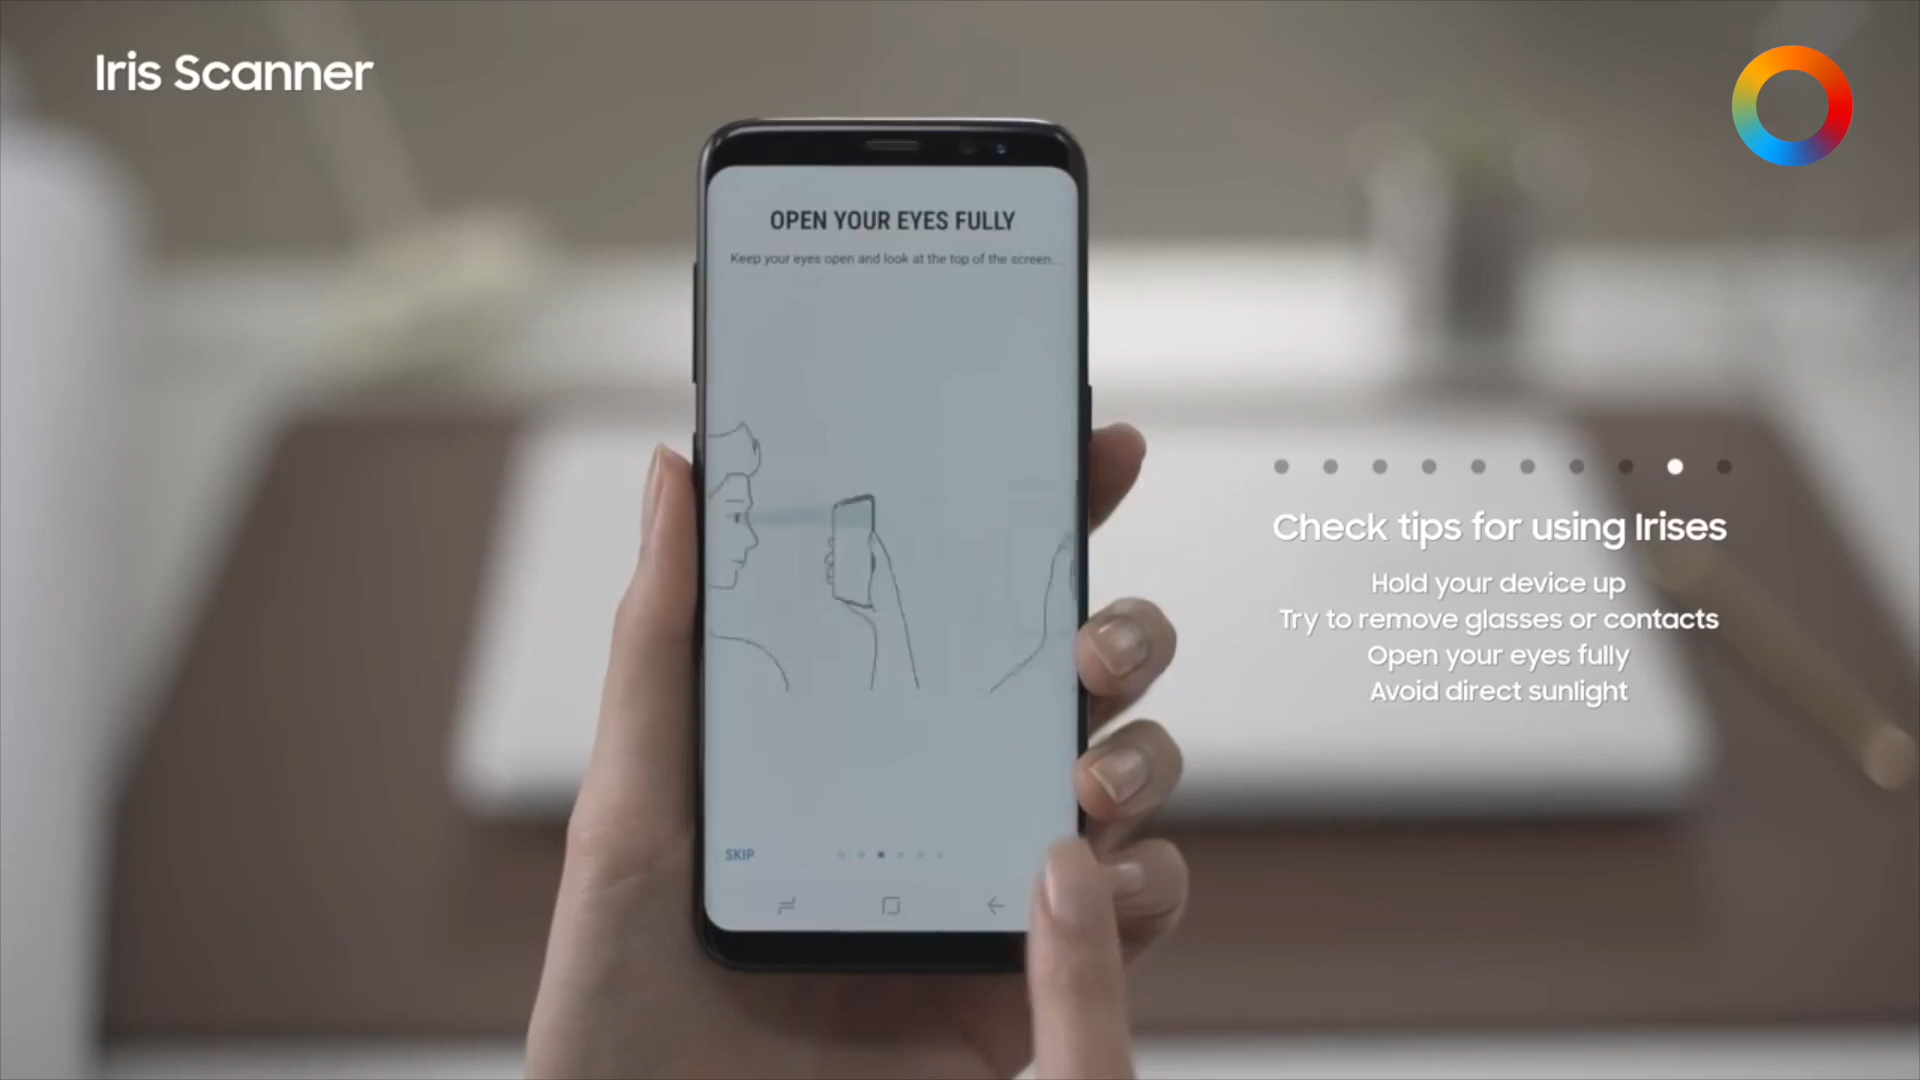 Iris Scanner
OPEN YOUR EYES FULLY
Keep your eyes open and look at the top of the screen....
SKIP
Check tips for using Irises
Hold your device up
Try to remove glasses or contacts
Open your eyes fully
Avoid direct sunlight